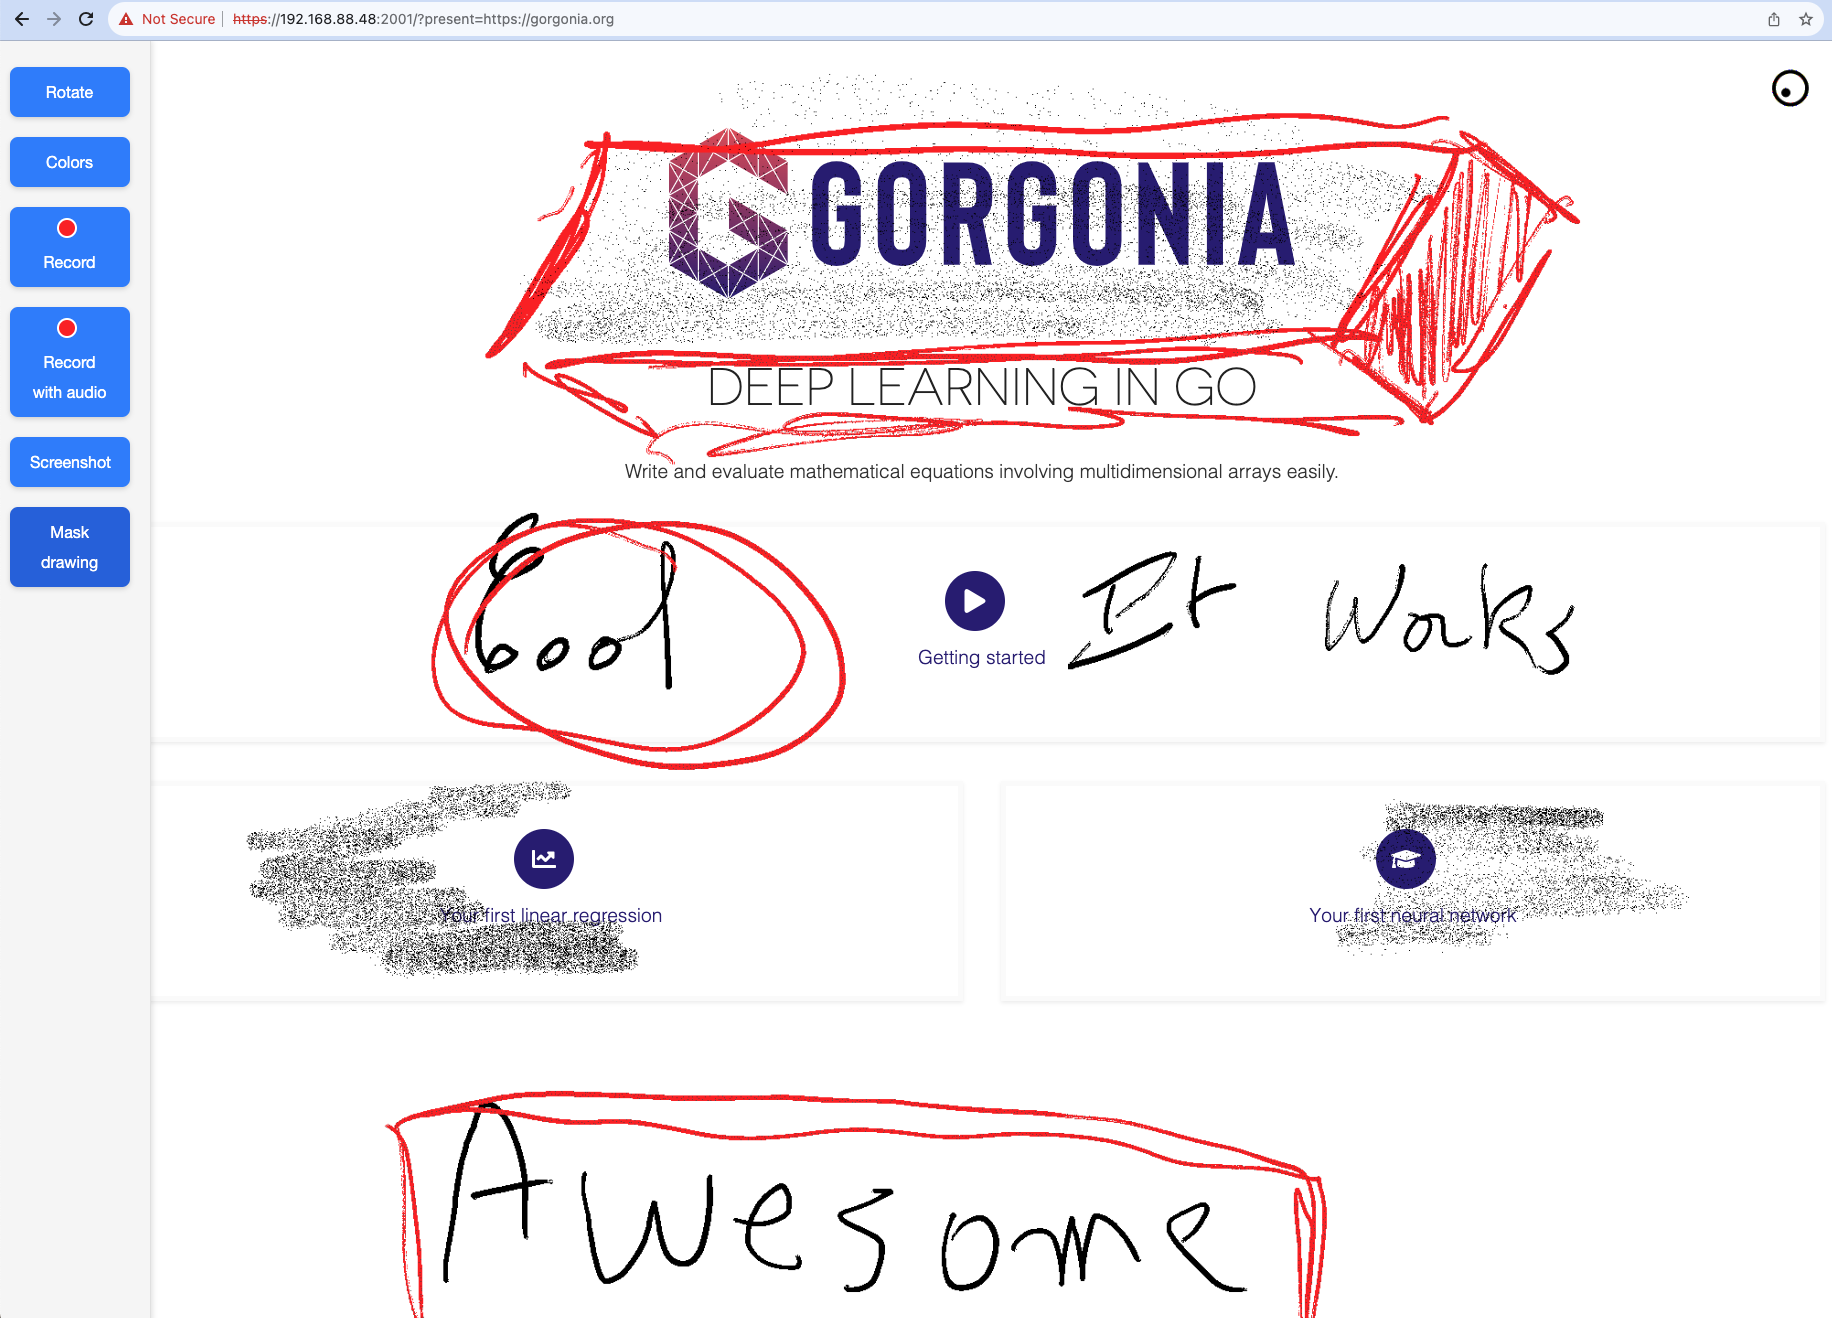 Not Secure https://192.168.88.48:2001/?present=https://gorgonia.org
Rotate
Colors
Record
Record
with audio
Screenshot
Mask
drawing
GORGONIA
DEEP LEARNING IN GO
Write and evaluate mathematical equations involving multidimensional arrays easily.
Cool
Getting started
It Works
Your first linear regression
Your first neural network
Awesome